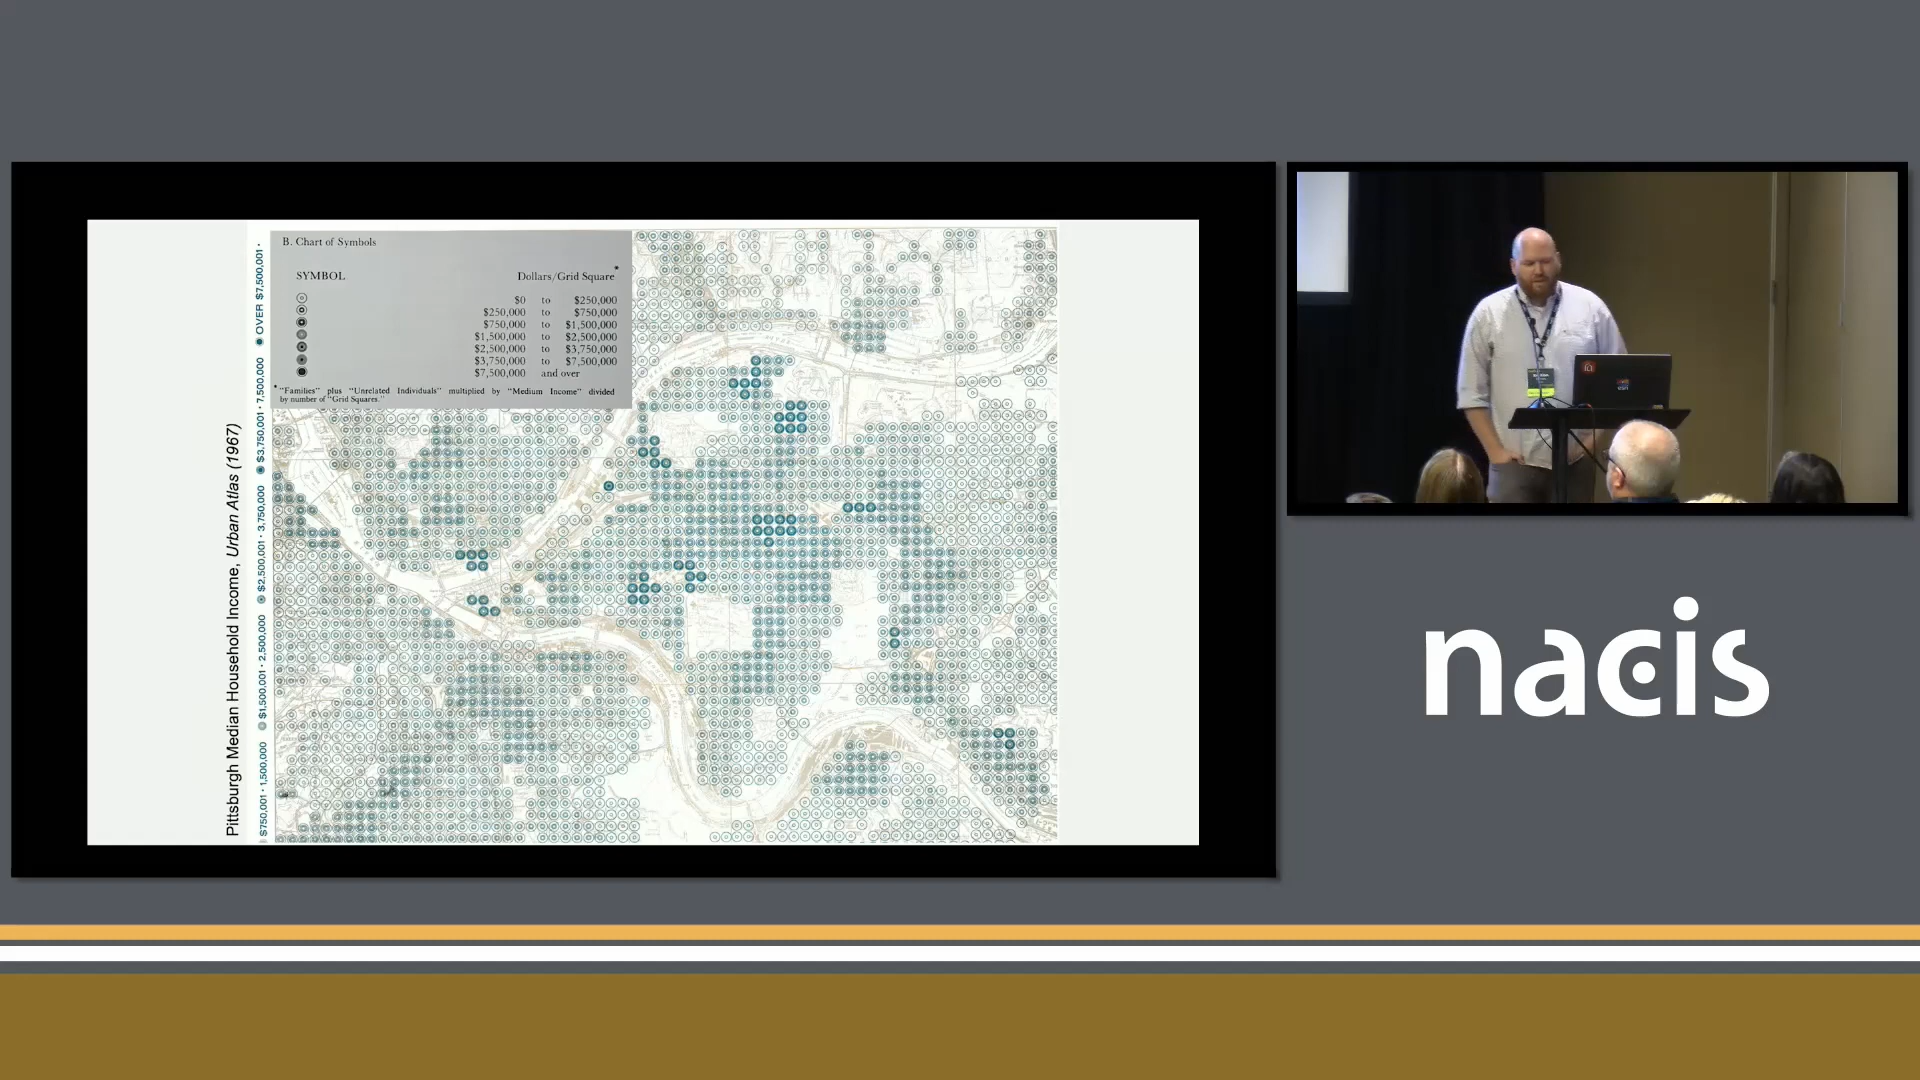 B. Chart of Symbols
SYMBOL Dollars/Grid Square*
$0 to $250,000
$250,000 to $750,000
$750,000 to $1,500,000
$1,500,000 to $2,500,000
$2,500,000 to $3,750,000
$3,750,000 to $7,500,000
$7,500,000 and over
*"Families" plus "Unrelated Individuals" multiplied by "Medium Income" divided
by number of "Grid Squares."
Pittsburgh Median Household Income, Urban Atlas (1967)
$750,001 · 1,500,000 $1,500,001 · 2,500,000 $2,500,001 · 3,750,000 $3,750,001 · 7,500,000 OVER $7,500,001 ·
nacis